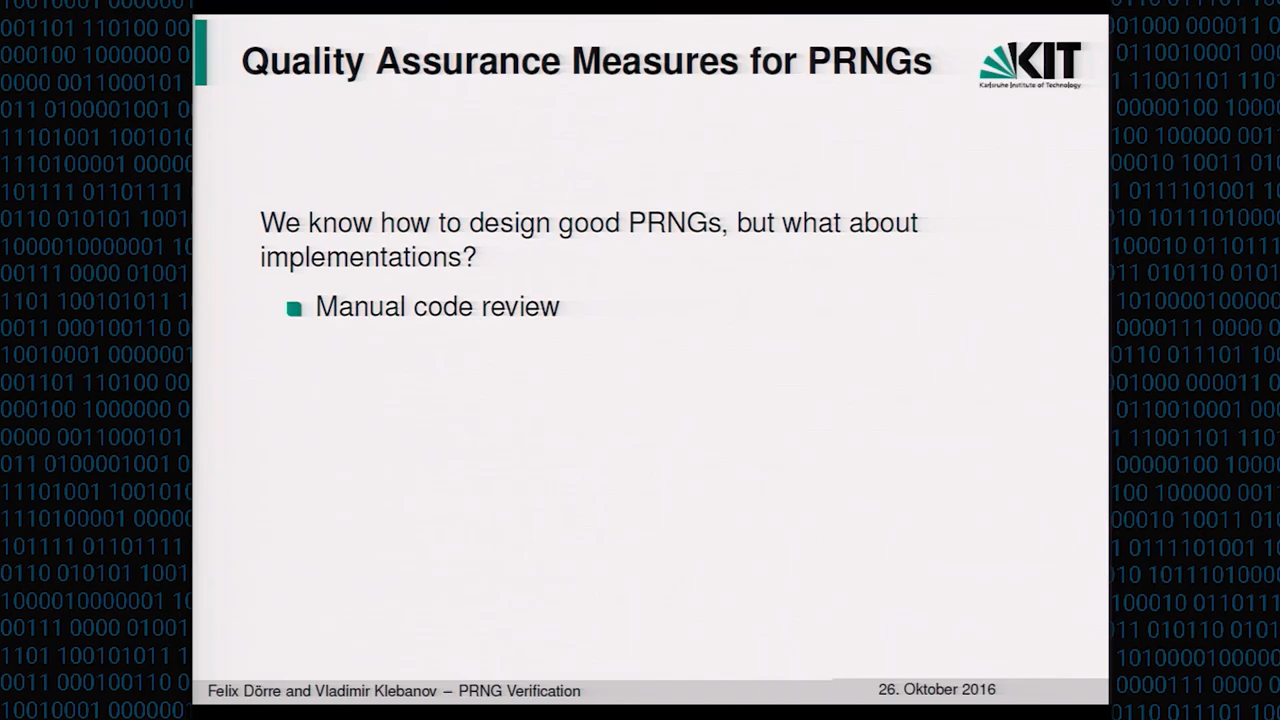 Quality Assurance Measures for PRNGs
KIT
Karlsruhe Institute of Technology
We know how to design good PRNGs, but what about
implementations?
Manual code review
Felix Dörre and Vladimir Klebanov – PRNG Verification
26. Oktober 2016